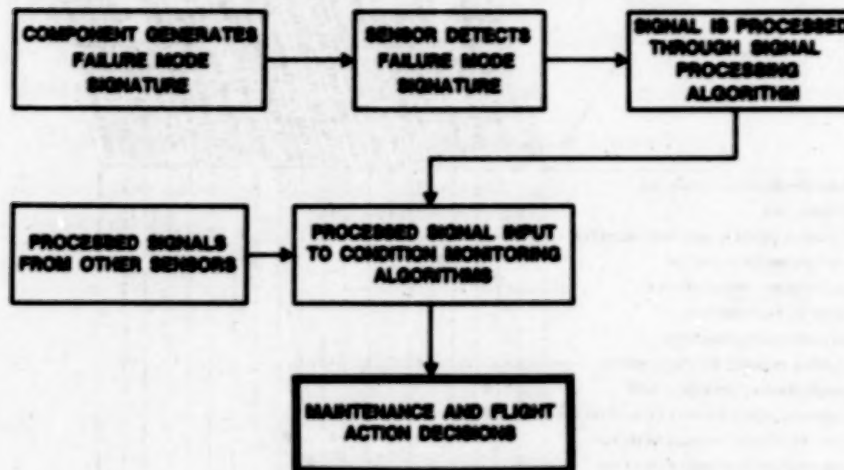 COMPONENT GENERATES
FAILURE MODE
SIGNATURE
SENSOR DETECTS
FAILURE MODE
SIGNATURE
SIGNAL IS PROCESSED
THROUGH SIGNAL
PROCESSING
ALGORITHM
PROCESSED SIGNALS
FROM OTHER SENSORS
PROCESSED SIGNAL INPUT
TO CONDITION MONITORING
ALGORITHMS
MAINTENANCE AND FLIGHT
ACTION DECISIONS